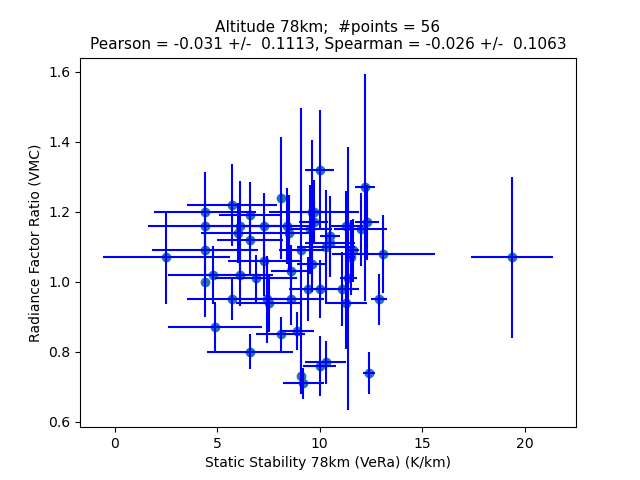 Altitude 78km;  #points = 56
Pearson = -0.031 +/-  0.1113, Spearman = -0.026 +/-  0.1063
Radiance Factor Ratio (VMC)
1.6
1.4
1.2
1.0
0.8
0.6
0
5
10
15
20
Static Stability 78km (VeRa) (K/km)